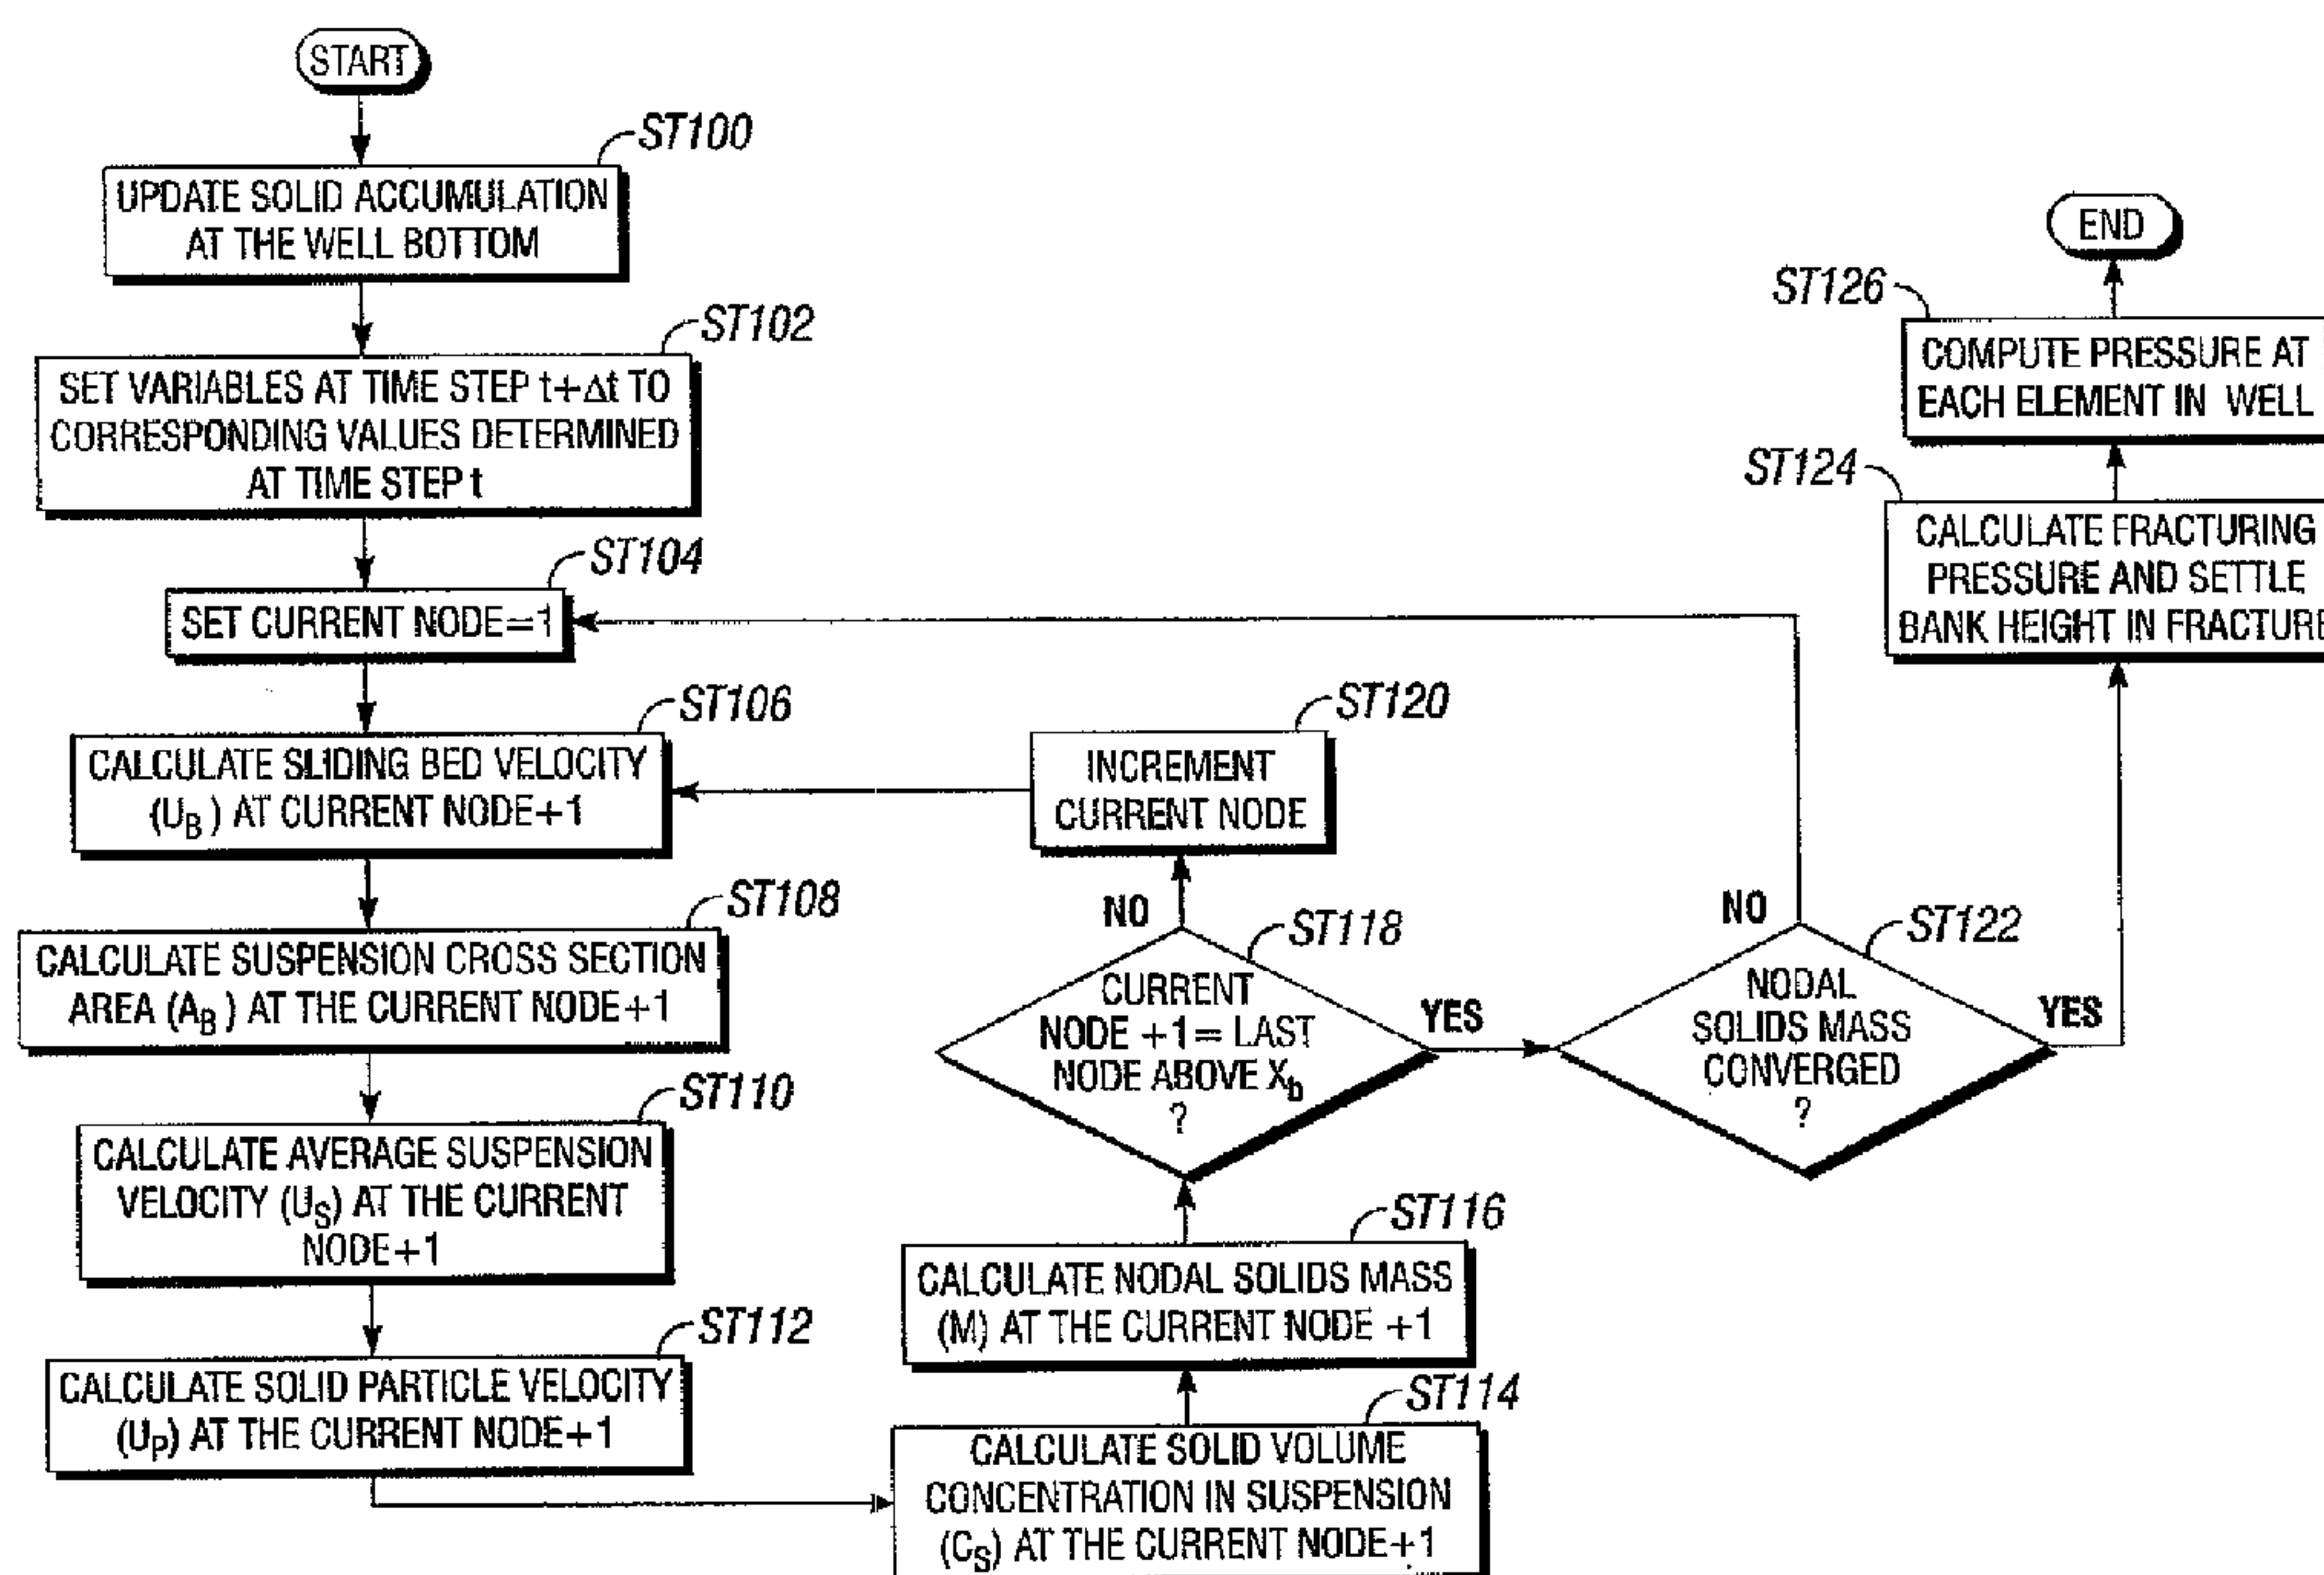 START
ST100
UPDATE SOLID ACCUMULATION
AT THE WELL BOTTOM
ST102
SET VARIABLES AT TIME STEP t+Δt TO
CORRESPONDING VALUES DETERMINED
AT TIME STEP t
ST104
SET CURRENT NODE=1
ST106
CALCULATE SLIDING BED VELOCITY
(U_B) AT CURRENT NODE+1
ST108
CALCULATE SUSPENSION CROSS SECTION
AREA (A_B) AT THE CURRENT NODE+1
ST110
CALCULATE AVERAGE SUSPENSION
VELOCITY (U_S) AT THE CURRENT
NODE+1
ST112
CALCULATE SOLID PARTICLE VELOCITY
(U_P) AT THE CURRENT NODE+1
ST114
CALCULATE SOLID VOLUME
CONCENTRATION IN SUSPENSION
(C_S) AT THE CURRENT NODE+1
ST116
CALCULATE NODAL SOLIDS MASS
(M) AT THE CURRENT NODE +1
ST118
CURRENT
NODE +1= LAST
NODE ABOVE X_b
?
NO
YES
ST120
INCREMENT
CURRENT NODE
ST122
NODAL
SOLIDS MASS
CONVERGED
?
NO
YES
ST124
CALCULATE FRACTURING
PRESSURE AND SETTLE
BANK HEIGHT IN FRACTURE
ST126
COMPUTE PRESSURE AT
EACH ELEMENT IN WELL
END